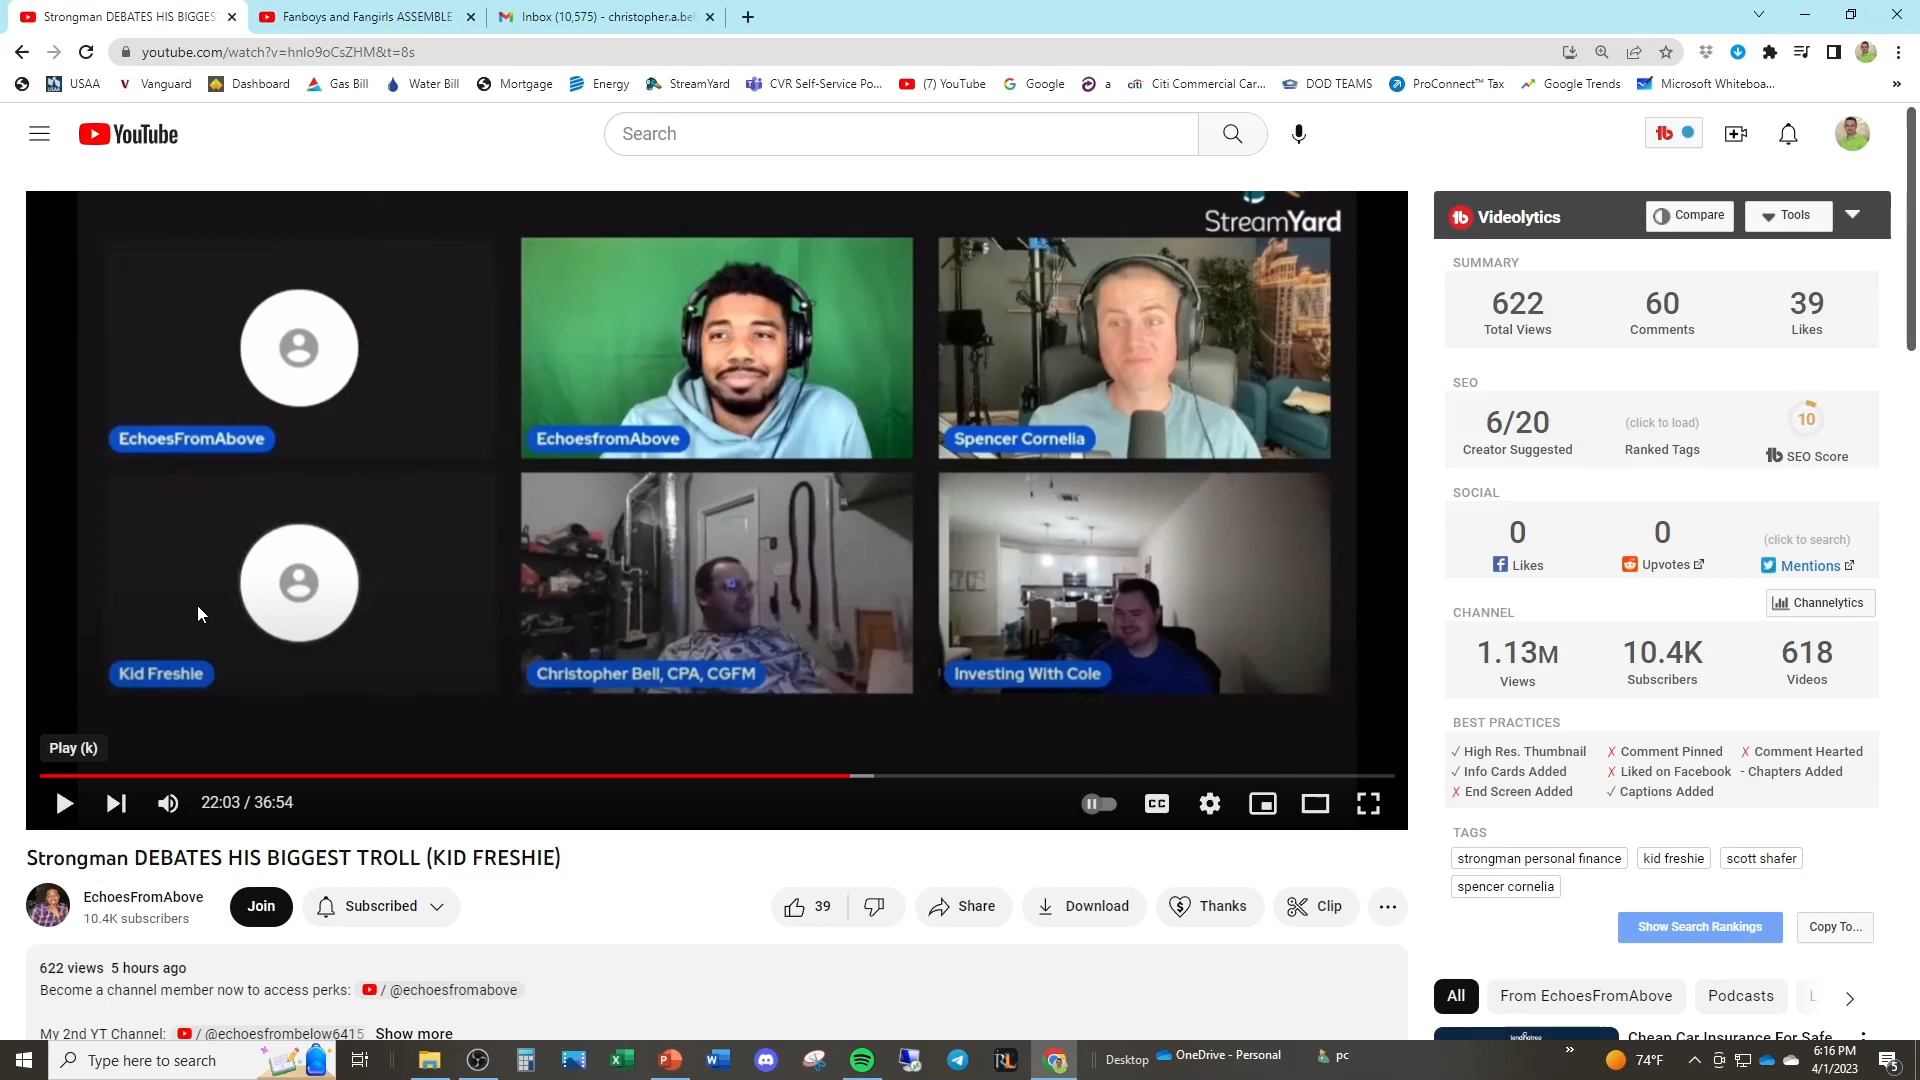 Strongman DEBATES HIS BIGGES
Fanboys and Fangirls ASSEMBLE
Inbox (10,575) - christopher.a.be
youtube.com/watch?v=hnIo9oCsZHM&t=8s
USAA
Vanguard
Dashboard
Gas Bill
Water Bill
Mortgage
Energy
StreamYard
CVR Self-Service Po...
(7) YouTube
Google
a
Citi Commercial Car...
DOD TEAMS
ProConnect™ Tax
Google Trends
Microsoft Whiteboa...
»
YouTube
Search
StreamYard
EchoesFromAbove
EchoesfromAbove
Spencer Cornelia
Kid Freshie
Christopher Bell, CPA, CGFM
Investing With Cole
Play (k)
22:03 / 36:54
CC
Strongman DEBATES HIS BIGGEST TROLL (KID FRESHIE)
EchoesFromAbove
10.4K subscribers
Join
Subscribed
39
Share
Download
Thanks
Clip
622 views 5 hours ago
Become a channel member now to access perks: / @echoesfromabove
My 2nd YT Channel: / @echoesfrombelow6415 Show more
Videolytics
Compare
Tools
SUMMARY
622 60 39
Total Views Comments Likes
SEO
6/20 (click to load) 10
Creator Suggested Ranked Tags SEO Score
SOCIAL
0 0 (click to search)
Likes Upvotes Mentions
CHANNEL
Channelytics
1.13M 10.4K 618
Views Subscribers Videos
BEST PRACTICES
✓ High Res. Thumbnail ✗ Comment Pinned ✗ Comment Hearted
✓ Info Cards Added ✗ Liked on Facebook - Chapters Added
✗ End Screen Added ✓ Captions Added
TAGS
strongman personal finance kid freshie scott shafer
spencer cornelia
Show Search Rankings
Copy To...
All
From EchoesFromAbove
Podcasts
lendingtree
Cheap Car Insurance For Safe
Type here to search
Desktop
OneDrive - Personal
pc
»
74°F
6:16 PM
4/1/2023
5